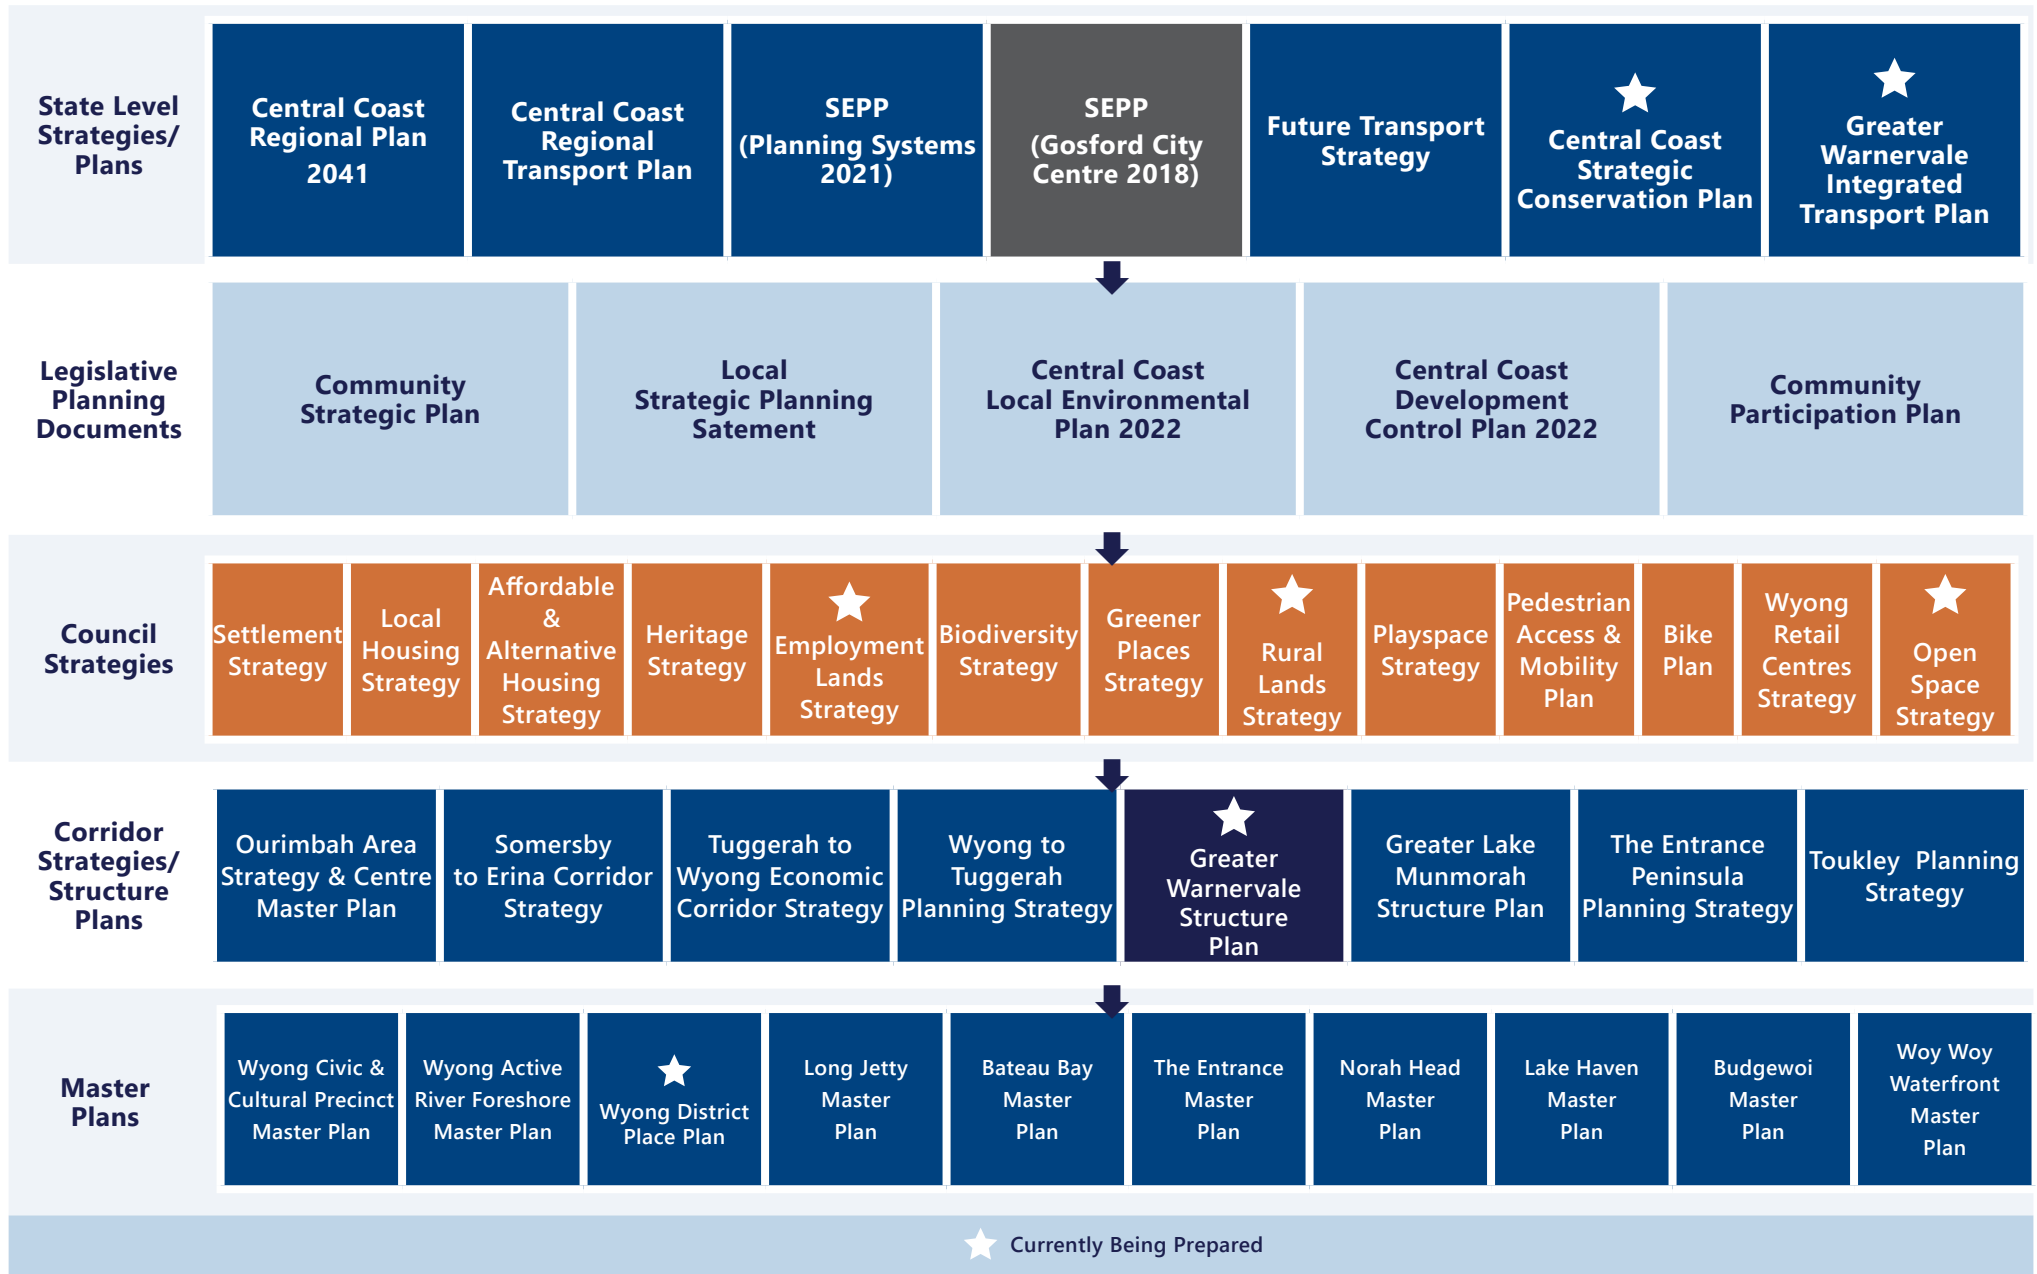 State Level
Strategies/
Plans
Central Coast
Regional Plan
2041
Central Coast
Regional
Transport Plan
SEPP
(Planning Systems
2021)
SEPP
(Gosford City
Centre 2018)
Future Transport
Strategy
Central Coast
Strategic
Conservation Plan
Greater
Warnervale
Integrated
Transport Plan
Legislative
Planning
Documents
Community
Strategic Plan
Local
Strategic Planning
Satement
Central Coast
Local Environmental
Plan 2022
Central Coast
Development
Control Plan 2022
Community
Participation Plan
Council
Strategies
Settlement
Strategy
Local
Housing
Strategy
Affordable
&
Alternative
Housing
Strategy
Heritage
Strategy
Employment
Lands
Strategy
Biodiversity
Strategy
Greener
Places
Strategy
Rural
Lands
Strategy
Playspace
Strategy
Pedestrian
Access &
Mobility
Plan
Bike
Plan
Wyong
Retail
Centres
Strategy
Open
Space
Strategy
Corridor
Strategies/
Structure
Plans
Ourimbah Area
Strategy & Centre
Master Plan
Somersby
to Erina Corridor
Strategy
Tuggerah to
Wyong Economic
Corridor Strategy
Wyong to
Tuggerah
Planning Strategy
Greater
Warnervale
Structure
Plan
Greater Lake
Munmorah
Structure Plan
The Entrance
Peninsula
Planning Strategy
Toukley Planning
Strategy
Master
Plans
Wyong Civic &
Cultural Precinct
Master Plan
Wyong Active
River Foreshore
Master Plan
Wyong District
Place Plan
Long Jetty
Master
Plan
Bateau Bay
Master
Plan
The Entrance
Master
Plan
Norah Head
Master
Plan
Lake Haven
Master
Plan
Budgewoi
Master
Plan
Woy Woy
Waterfront
Master
Plan
Currently Being Prepared